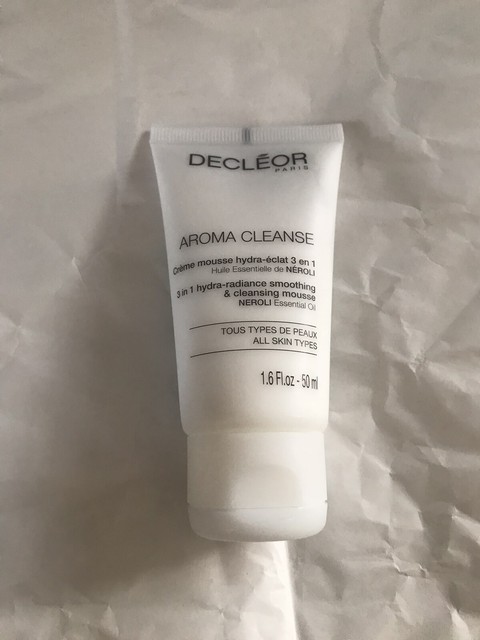 DECLÉOR
PARIS
AROMA CLEANSE
Crème mousse hydra-éclat 3 en 1
Huile Essentielle de NÉROLI
3 in 1 hydra-radiance smoothing
& cleansing mousse
NEROLI Essential Oil
TOUS TYPES DE PEAUX
ALL SKIN TYPES
1.6 Fl.oz - 50 ml